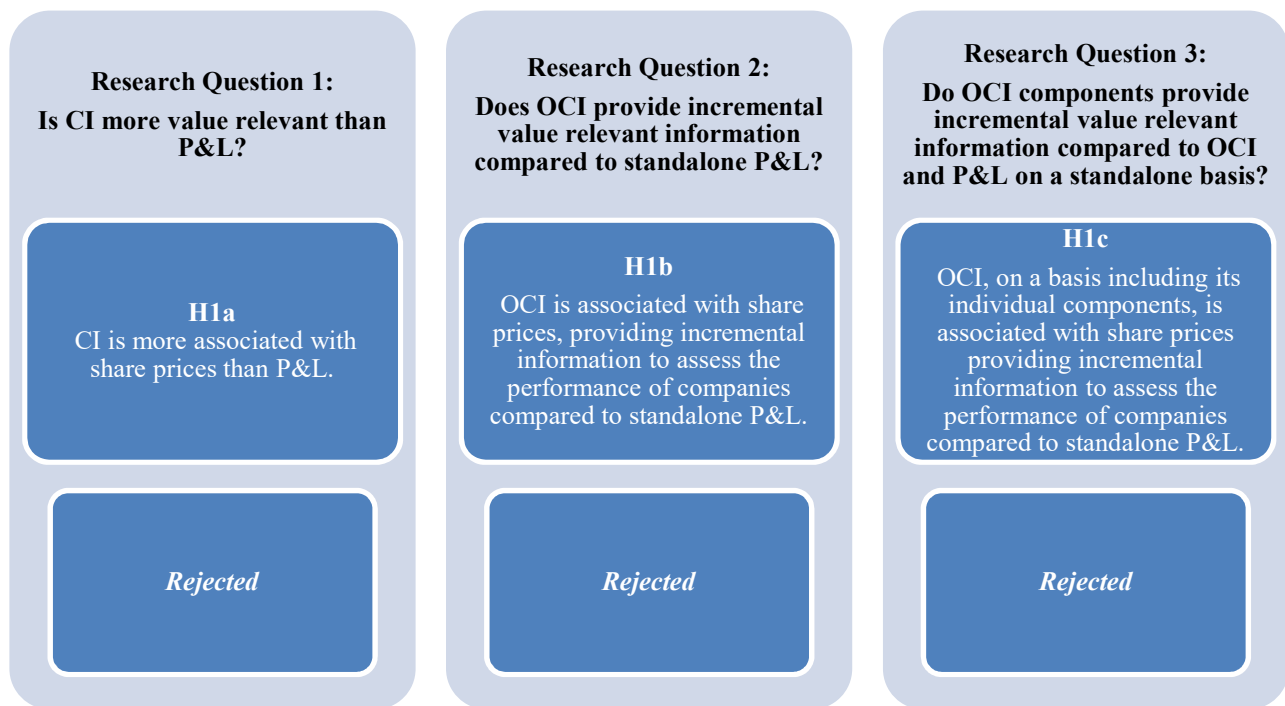 Research Question 1:
Is CI more value relevant than
P&L?
H1a
CI is more associated with
share prices than P&L.
Rejected
Research Question 2:
Does OCI provide incremental
value relevant information
compared to standalone P&L?
H1b
OCI is associated with share
prices, providing incremental
information to assess the
performance of companies
compared to standalone P&L.
Rejected
Research Question 3:
Do OCI components provide
incremental value relevant
information compared to OCI
and P&L on a standalone basis?
H1c
OCI, on a basis including its
individual components, is
associated with share prices
providing incremental
information to assess the
performance of companies
compared to standalone P&L.
Rejected